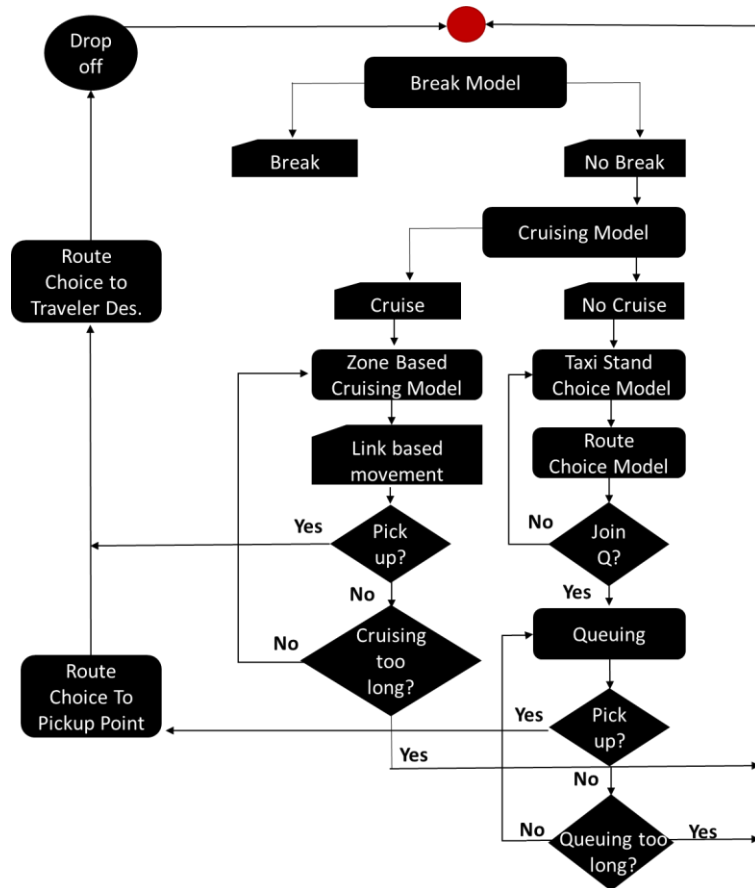 Drop
off
Break Model
Break
No Break
Cruising Model
Route
Choice to
Traveler Des.
Cruise
No Cruise
Zone Based
Cruising Model
Taxi Stand
Choice Model
Link based
movement
Route
Choice Model
Yes
Pick
up?
No
Join
Q?
No
Yes
No
Cruising
too
long?
Queuing
Route
Choice To
Pickup Point
Yes
Pick
up?
Yes
No
No
Queuing too
long?
Yes